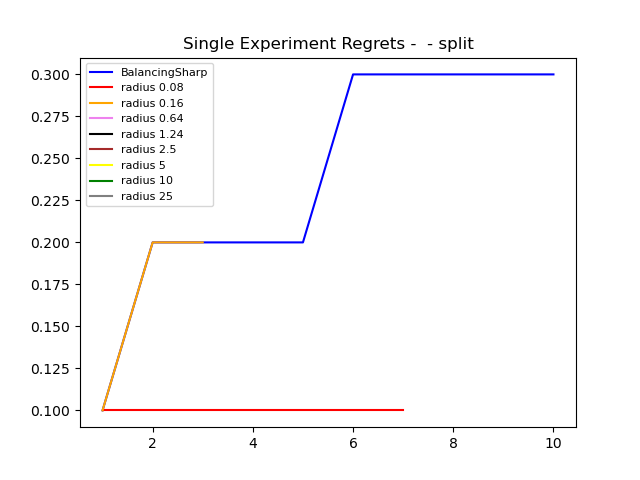 Single Experiment Regrets -  - split
0.300
0.275
0.250
0.225
0.200
0.175
0.150
0.125
0.100
BalancingSharp
radius 0.08
radius 0.16
radius 0.64
radius 1.24
radius 2.5
radius 5
radius 10
radius 25
2 4 6 8 10